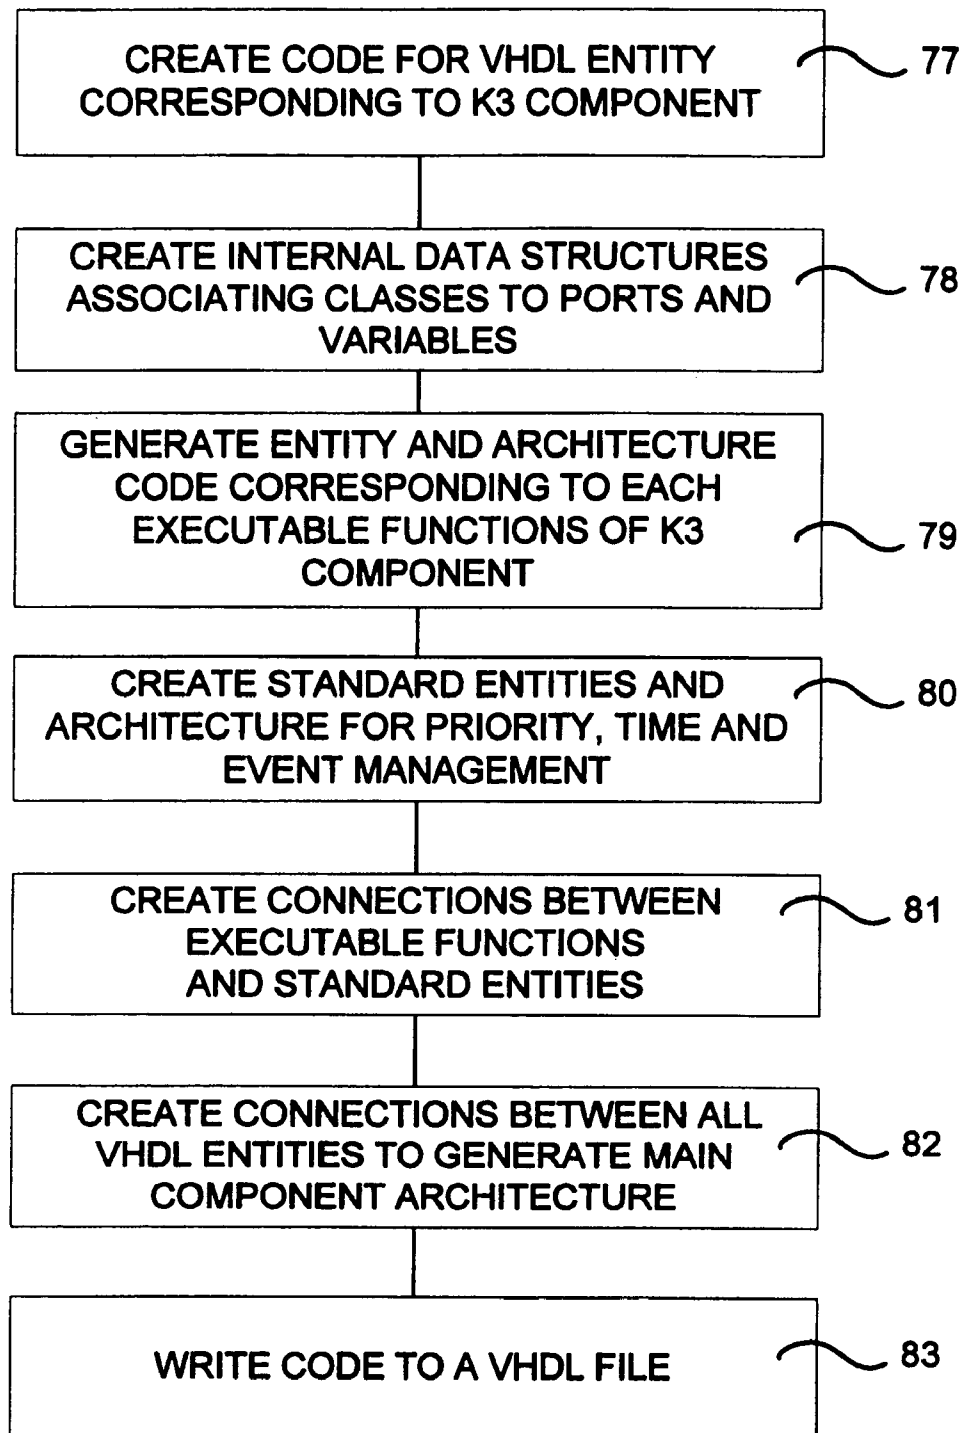 CREATE CODE FOR VHDL ENTITY
CORRESPONDING TO K3 COMPONENT
77
CREATE INTERNAL DATA STRUCTURES
ASSOCIATING CLASSES TO PORTS AND
VARIABLES
78
GENERATE ENTITY AND ARCHITECTURE
CODE CORRESPONDING TO EACH
EXECUTABLE FUNCTIONS OF K3
COMPONENT
79
CREATE STANDARD ENTITIES AND
ARCHITECTURE FOR PRIORITY, TIME AND
EVENT MANAGEMENT
80
CREATE CONNECTIONS BETWEEN
EXECUTABLE FUNCTIONS
AND STANDARD ENTITIES
81
CREATE CONNECTIONS BETWEEN ALL
VHDL ENTITIES TO GENERATE MAIN
COMPONENT ARCHITECTURE
82
WRITE CODE TO A VHDL FILE
83